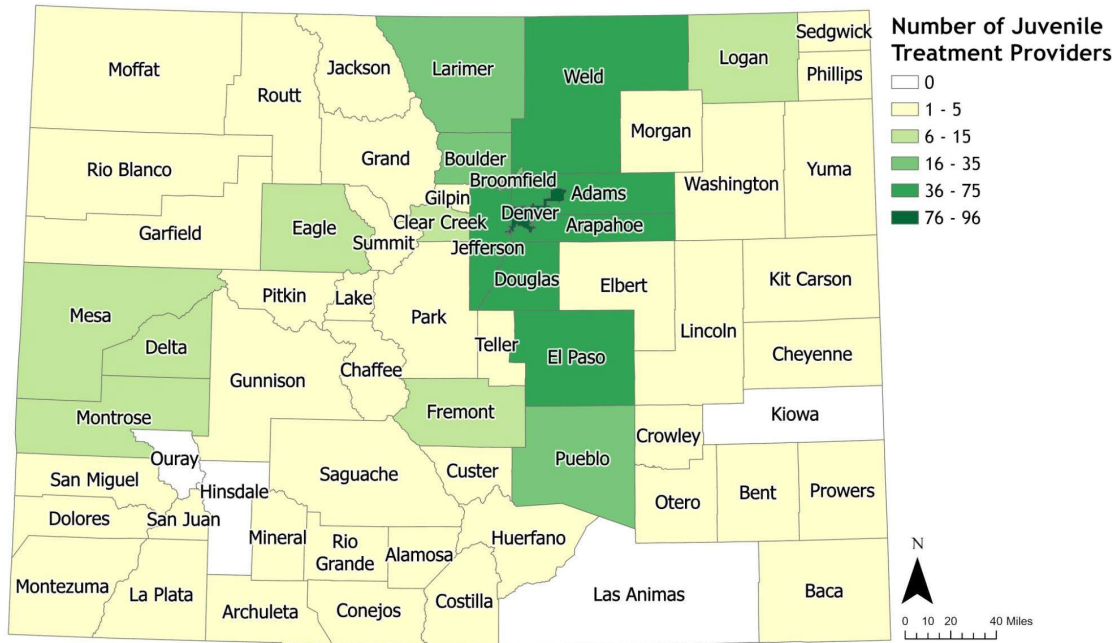 Number of Juvenile
Treatment Providers
0
1 - 5
6 - 15
16 - 35
36 - 75
76 - 96
Moffat
Routt
Jackson
Larimer
Weld
Logan
Sedgwick
Phillips
Morgan
Rio Blanco
Grand
Boulder
Washington
Yuma
Broomfield
Adams
Gilpin
Garfield
Eagle
Summit
Clear Creek
Denver
Arapahoe
Jefferson
Mesa
Pitkin
Lake
Park
Douglas
Elbert
Kit Carson
Delta
Teller
Lincoln
Gunnison
Chaffee
El Paso
Cheyenne
Montrose
Fremont
Kiowa
Ouray
Crowley
San Miguel
Hinsdale
Saguache
Custer
Pueblo
Otero
Bent
Prowers
Dolores
San Juan
Mineral
Rio
Grande
Alamosa
Huerfano
Montezuma
La Plata
Archuleta
Conejos
Costilla
Las Animas
Baca
N
0 10 20 40 Miles